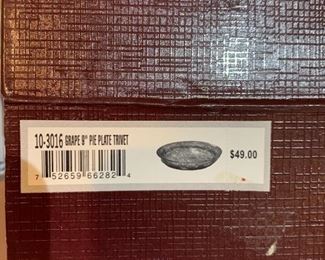 10-3016 GRAPE 8" PIE PLATE TRIVET
$49.00
7 52659 66282 4